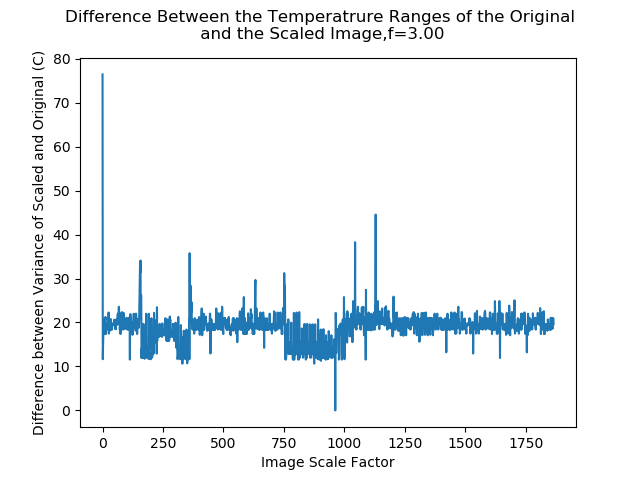 Difference Between the Temperatrure Ranges of the Original
and the Scaled Image,f=3.00
Difference between Variance of Scaled and Original (C)
80
70
60
50
40
30
20
10
0
0 250 500 750 1000 1250 1500 1750
Image Scale Factor